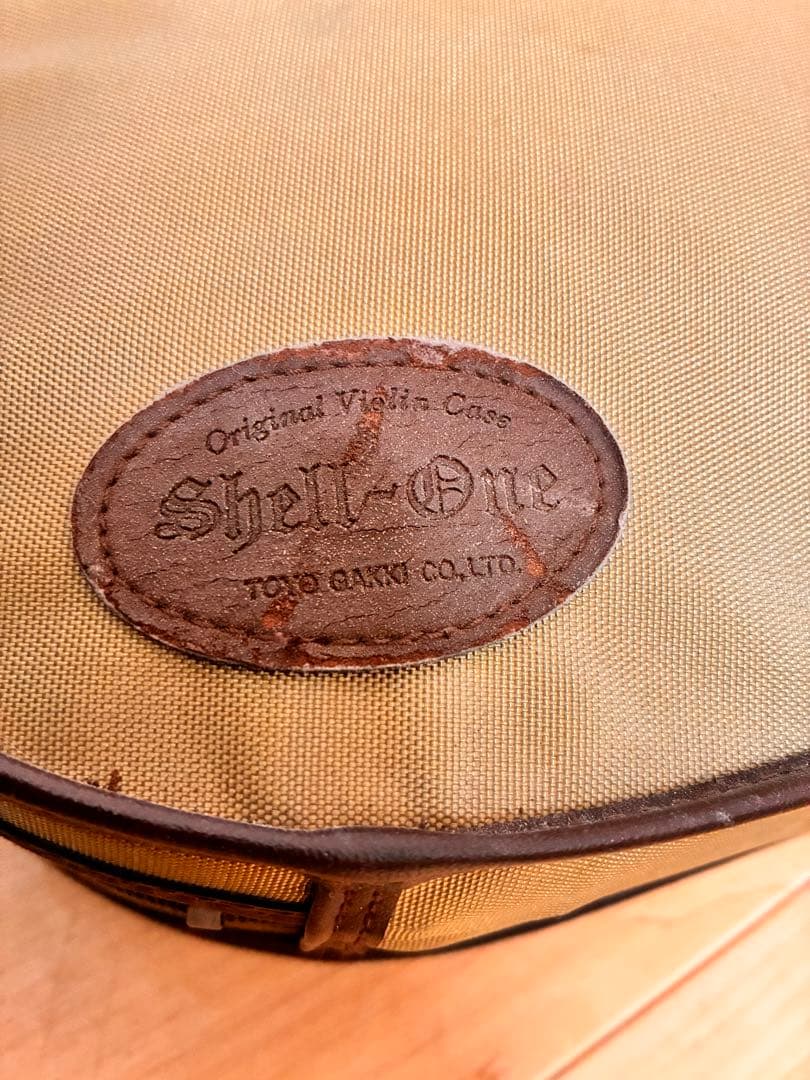 Original Violin Case
Shell-One
TOYO GAKKI CO.,LTD.